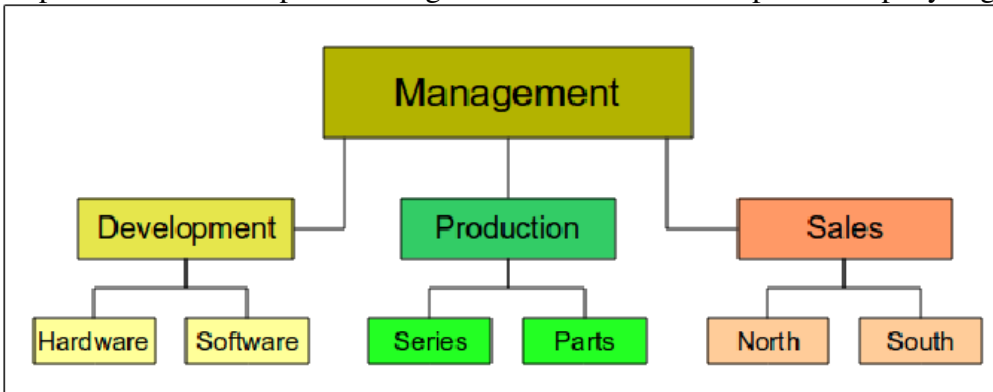 Management
Development
Production
Sales
Hardware
Software
Series
Parts
North
South